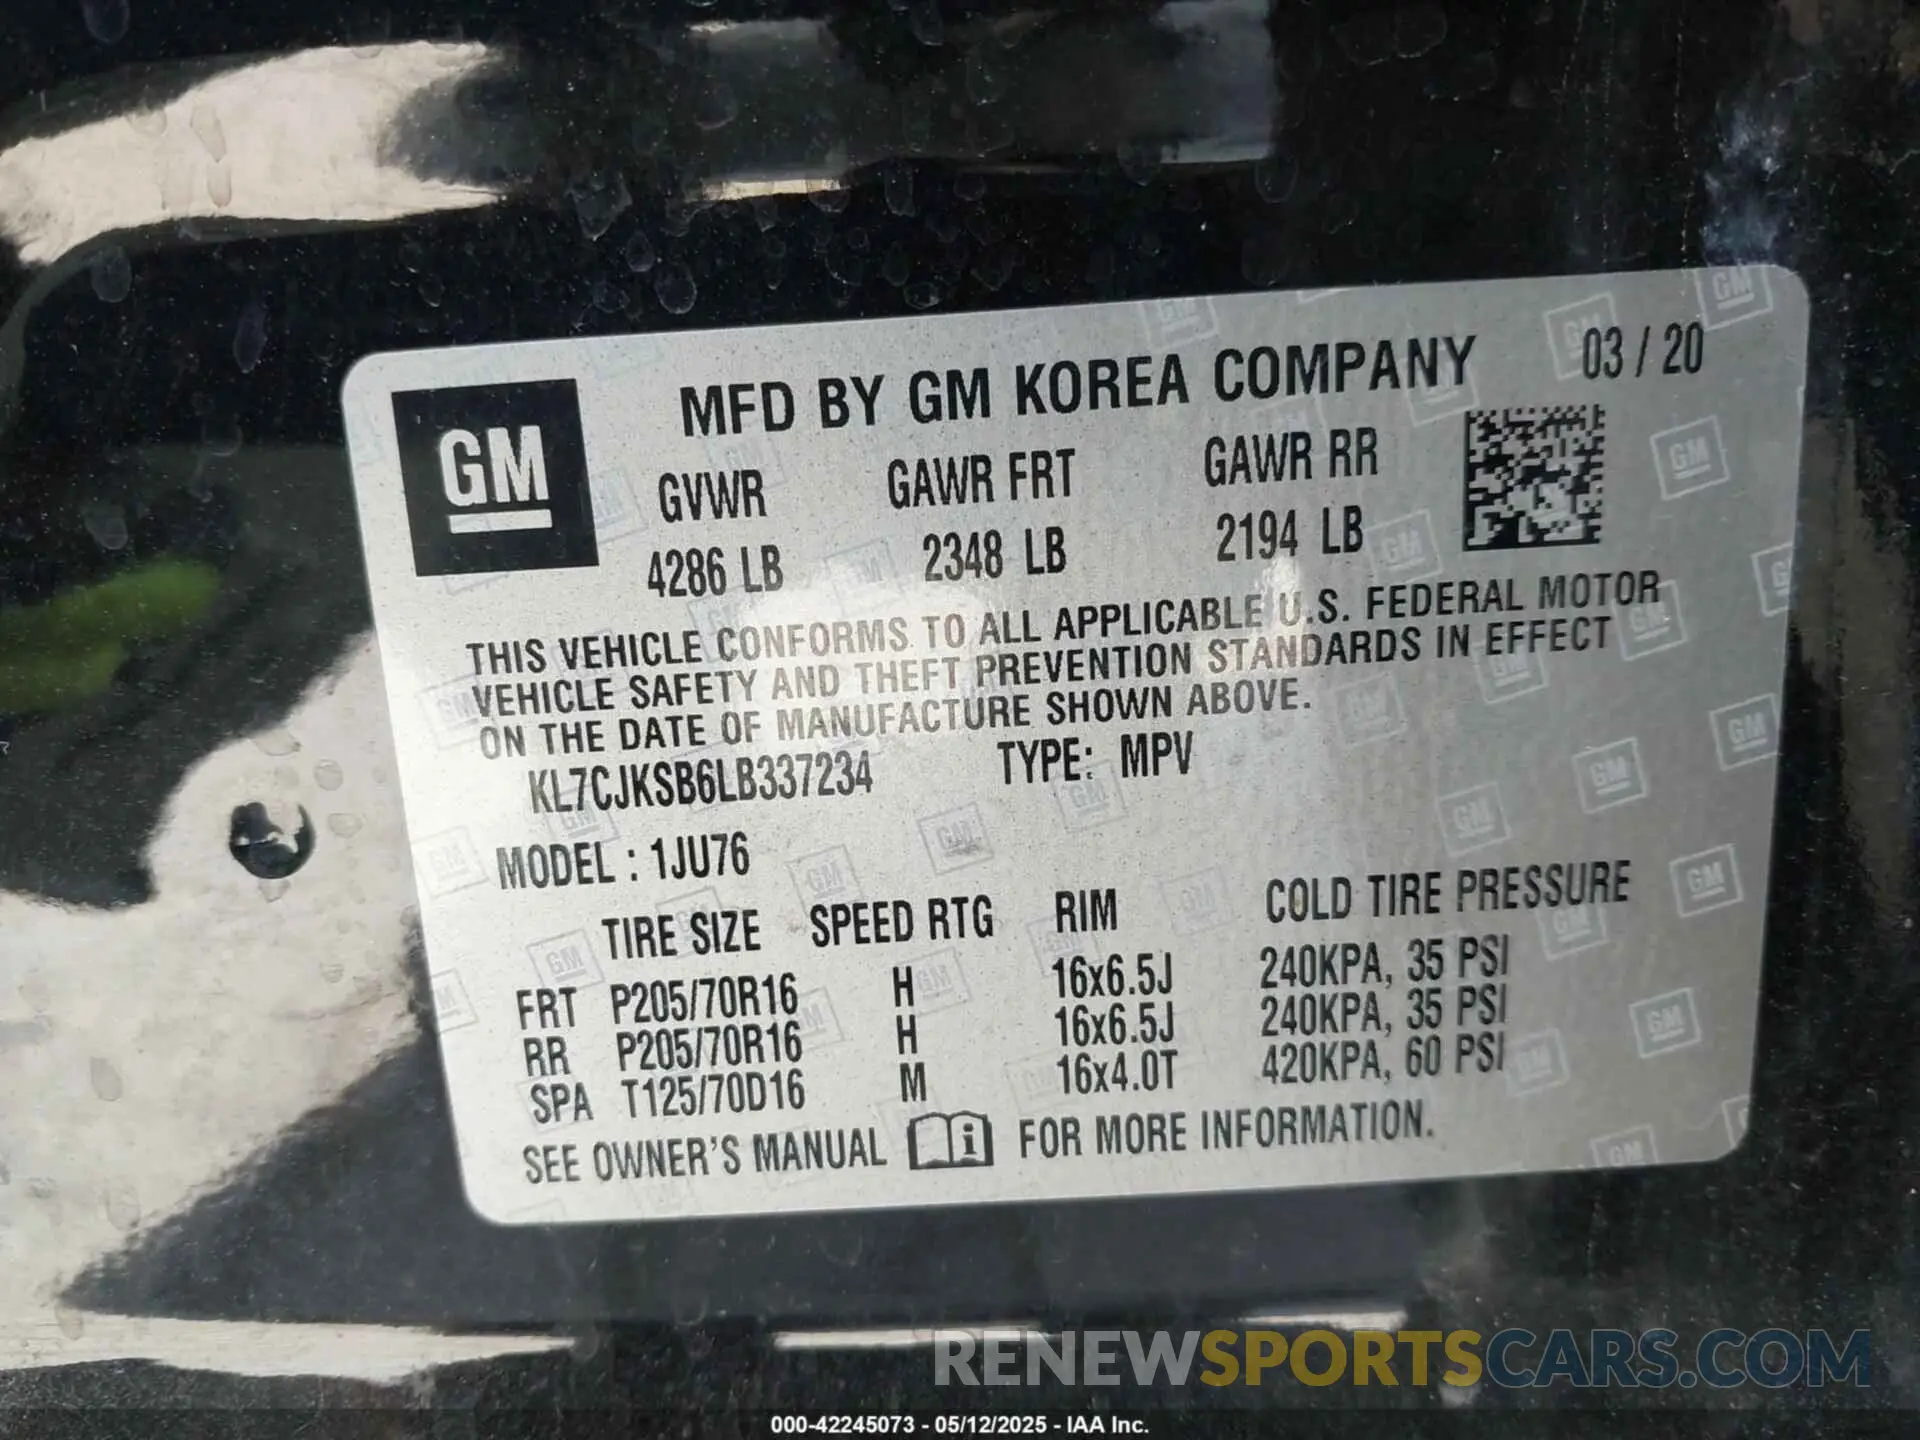 GM
MFD BY GM KOREA COMPANY 03 / 20
GVWR GAWR FRT GAWR RR
4286 LB 2348 LB 2194 LB
THIS VEHICLE CONFORMS TO ALL APPLICABLE U.S. FEDERAL MOTOR
VEHICLE SAFETY AND THEFT PREVENTION STANDARDS IN EFFECT
ON THE DATE OF MANUFACTURE SHOWN ABOVE.
KL7CJKSB6LB337234 TYPE: MPV
MODEL : 1JU76
TIRE SIZE SPEED RTG RIM COLD TIRE PRESSURE
FRT P205/70R16 H 16x6.5J 240KPA, 35 PSI
RR P205/70R16 H 16x6.5J 240KPA, 35 PSI
SPA T125/70D16 M 16x4.0T 420KPA, 60 PSI
SEE OWNER'S MANUAL i FOR MORE INFORMATION.
RENEWSPORTSCARS.COM
000-42245073 - 05/12/2025 - IAA Inc.